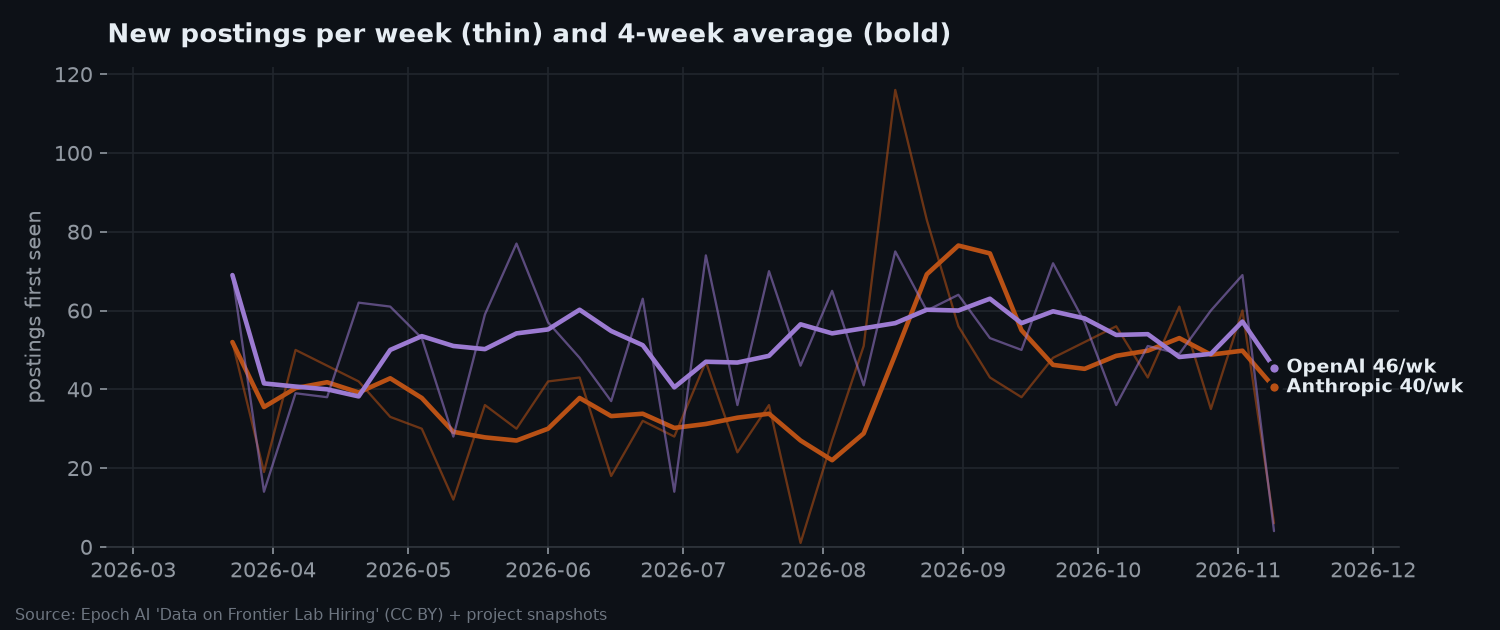 New postings per week (thin) and 4-week average (bold)
120
100
80
60
40
20
0
postings first seen
OpenAI 46/wk
Anthropic 40/wk
2026-03 2026-04 2026-05 2026-06 2026-07 2026-08 2026-09 2026-10 2026-11 2026-12
Source: Epoch AI 'Data on Frontier Lab Hiring' (CC BY) + project snapshots